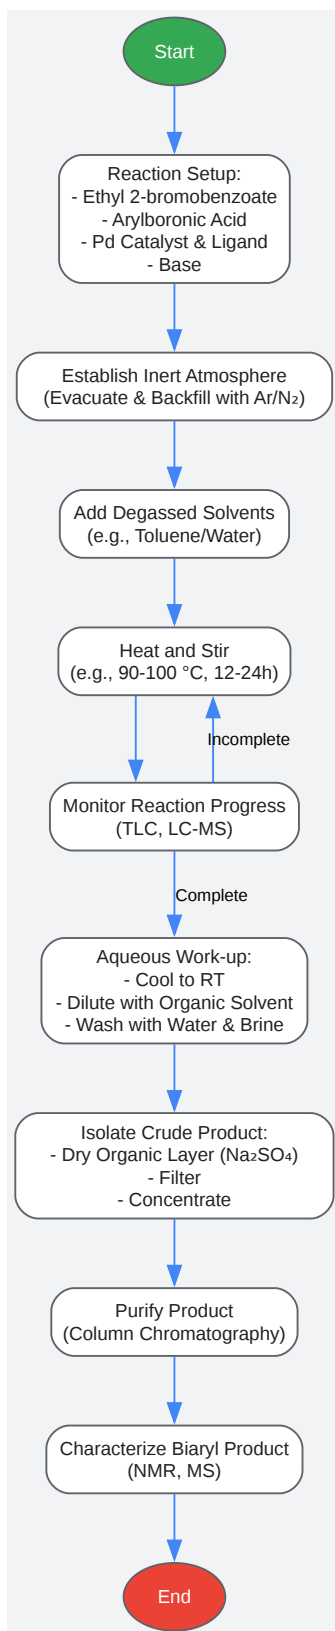 Start
Reaction Setup:
- Ethyl 2-bromobenzoate
- Arylboronic Acid
- Pd Catalyst & Ligand
- Base
Establish Inert Atmosphere
(Evacuate & Backfill with Ar/N₂)
Add Degassed Solvents
(e.g., Toluene/Water)
Heat and Stir
(e.g., 90-100 °C, 12-24h)
Incomplete
Monitor Reaction Progress
(TLC, LC-MS)
Complete
Aqueous Work-up:
- Cool to RT
- Dilute with Organic Solvent
- Wash with Water & Brine
Isolate Crude Product:
- Dry Organic Layer (Na₂SO₄)
- Filter
- Concentrate
Purify Product
(Column Chromatography)
Characterize Biaryl Product
(NMR, MS)
End